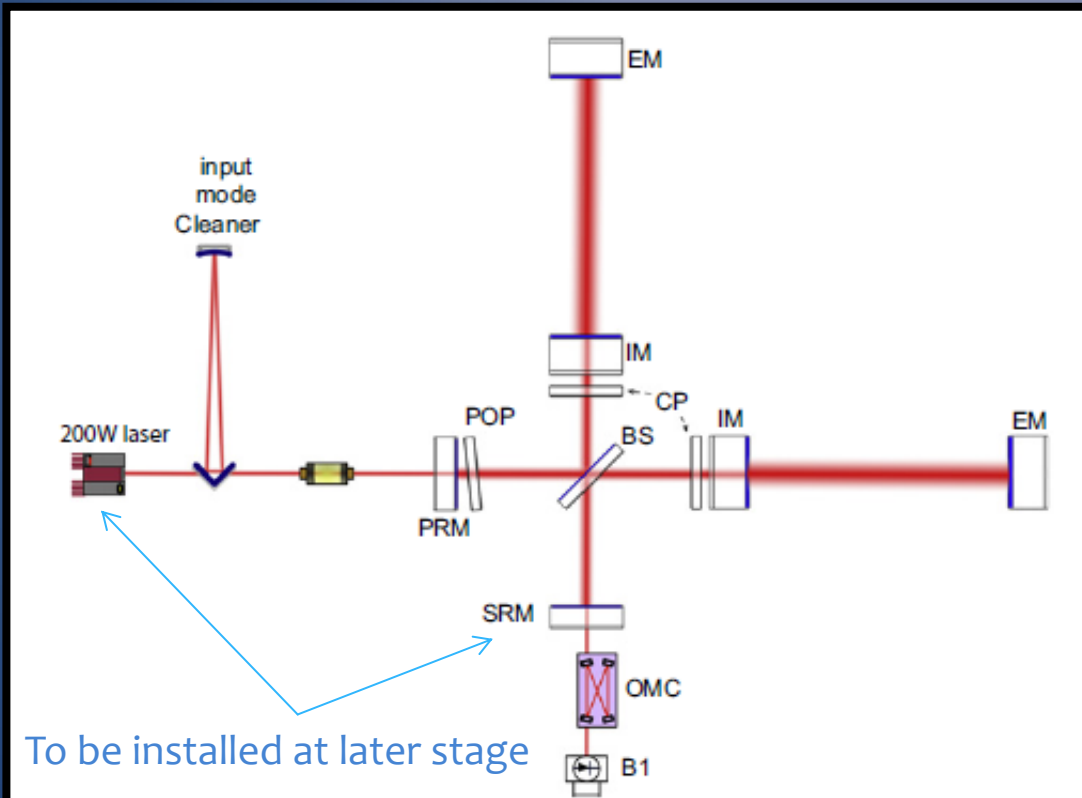 EM
input
mode
Cleaner
IM
CP
IM
EM
POP
BS
200W laser
PRM
SRM
OMC
To be installed at later stage
B1